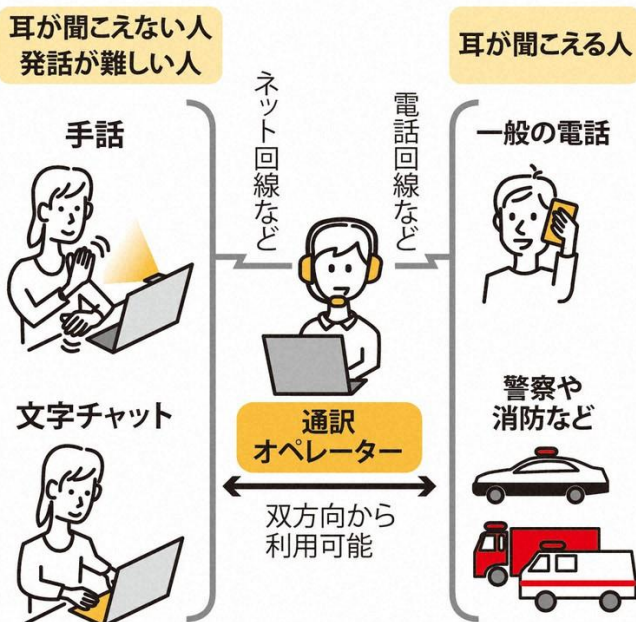 耳が聞こえない人
発話が難しい人
耳が聞こえる人
手話
ネット回線など
電話回線など
一般の電話
文字チャット
通訳
オペレーター
警察や
消防など
双方向から
利用可能